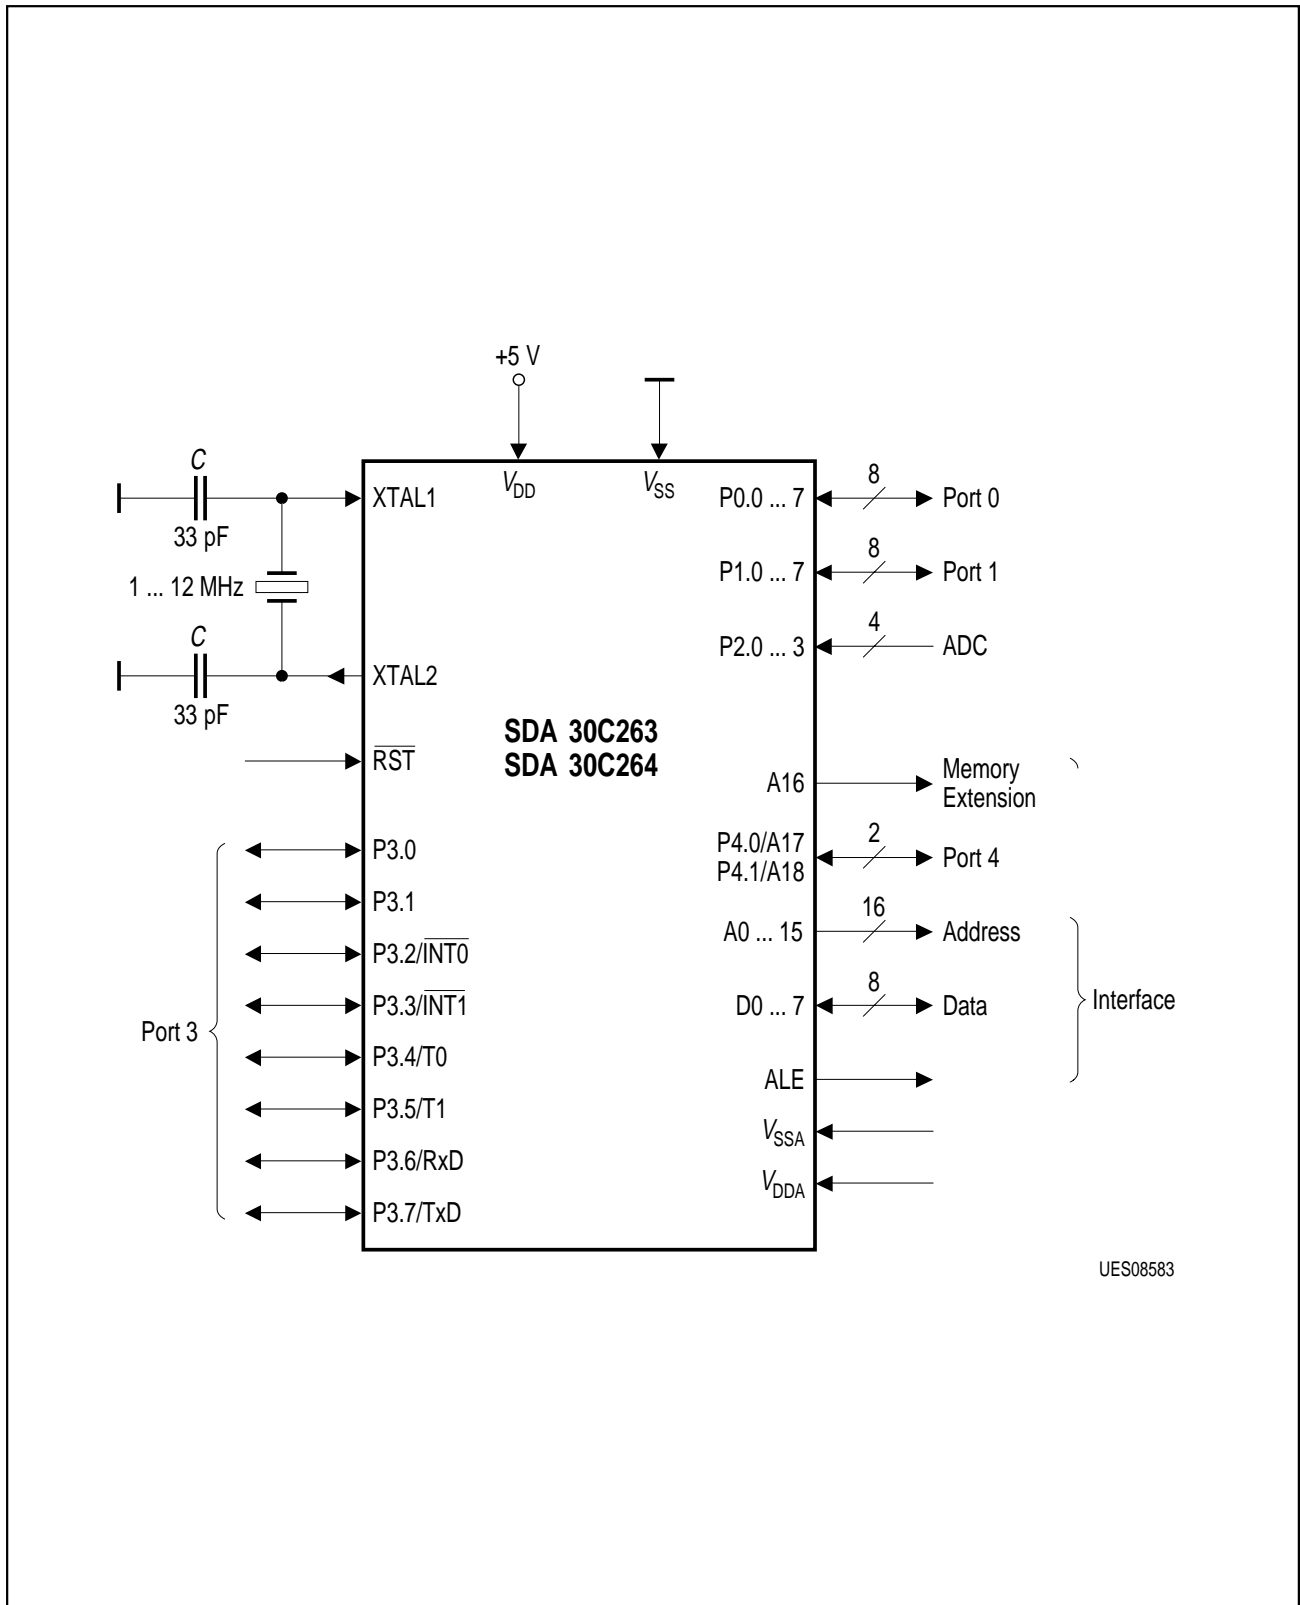 +5 V
V_DD
V_SS
C
33 pF
1 ... 12 MHz
C
33 pF
XTAL1
XTAL2
RST
P3.0
P3.1
P3.2/INT0
P3.3/INT1
P3.4/T0
P3.5/T1
P3.6/RxD
P3.7/TxD
Port 3
SDA 30C263
SDA 30C264
P0.0 ... 7
8
Port 0
P1.0 ... 7
8
Port 1
P2.0 ... 3
4
ADC
A16
Memory
Extension
P4.0/A17
P4.1/A18
2
Port 4
A0 ... 15
16
Address
D0 ... 7
8
Data
ALE
Interface
V_SSA
V_DDA
UES08583